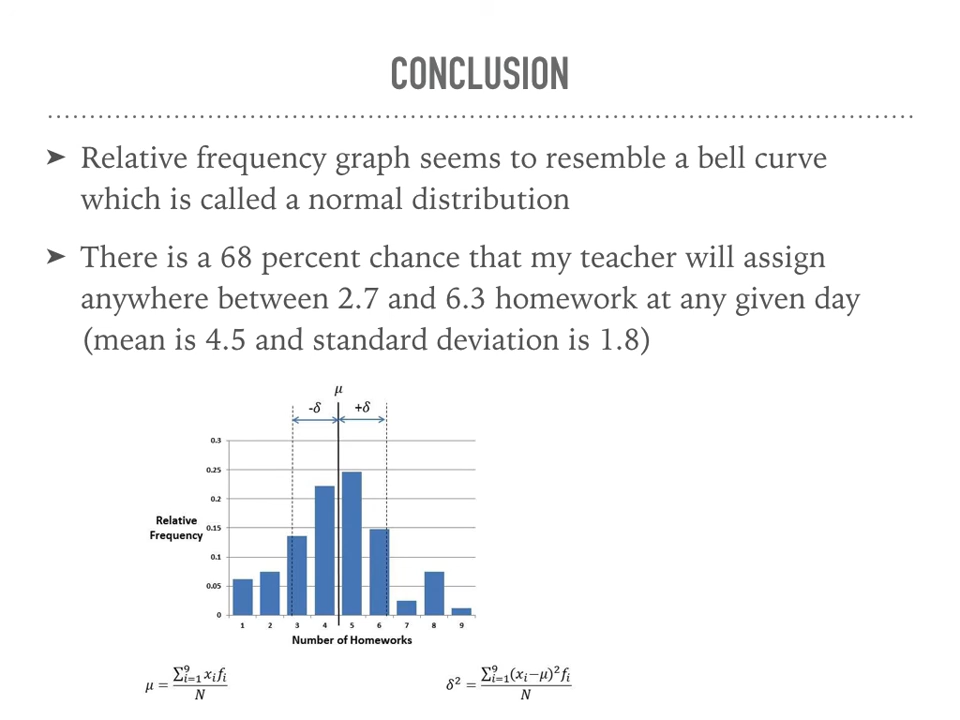 CONCLUSION
➤ Relative frequency graph seems to resemble a bell curve
which is called a normal distribution
➤ There is a 68 percent chance that my teacher will assign
anywhere between 2.7 and 6.3 homework at any given day
(mean is 4.5 and standard deviation is 1.8)
μ
-δ +δ
0.3
0.25
0.2
0.15
0.1
0.05
0
Relative
Frequency
1 2 3 4 5 6 7 8 9
Number of Homeworks
μ = ∑⁹ᵢ₌₁ xᵢfᵢ / N
δ² = ∑⁹ᵢ₌₁(xᵢ−μ)²fᵢ / N